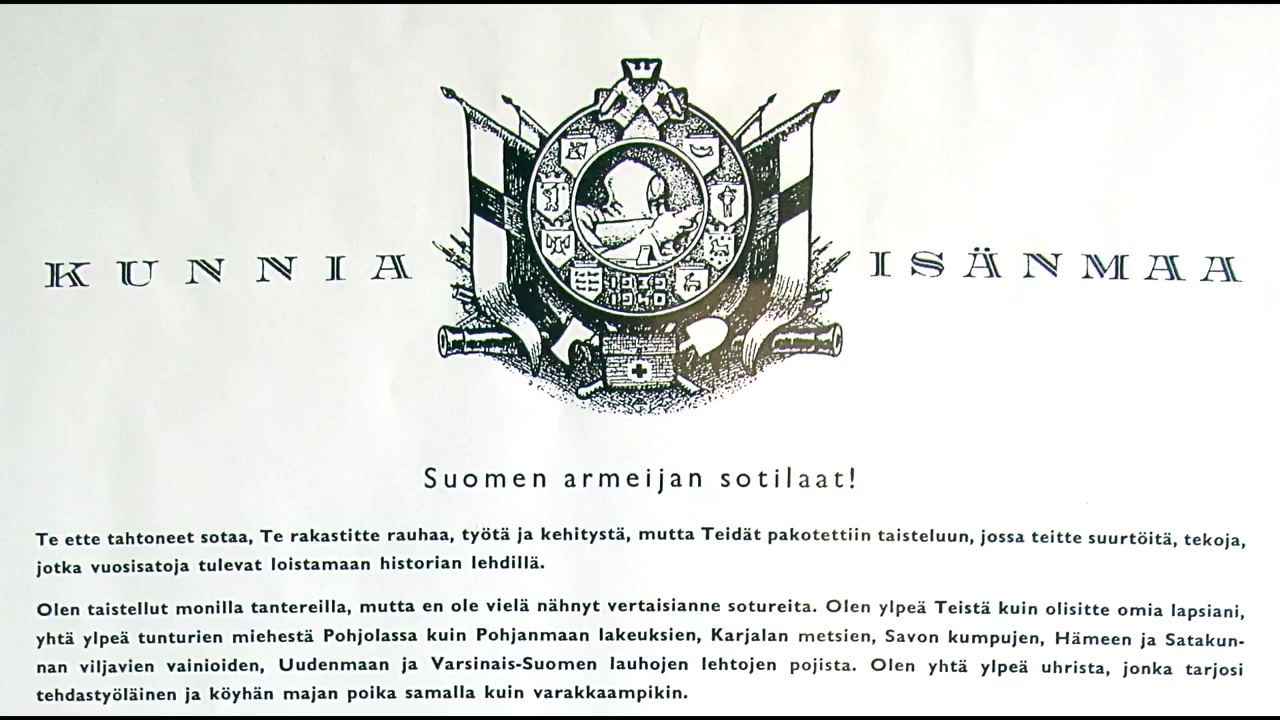 KUNNIA ISÄNMAA
1939
1940
Suomen armeijan sotilaat!
Te ette tahtoneet sotaa, Te rakastitte rauhaa, työtä ja kehitystä, mutta Teidät pakotettiin taisteluun, jossa teitte suurtöitä, tekoja,
jotka vuosisatoja tulevat loistamaan historian lehdillä.
Olen taistellut monilla tantereilla, mutta en ole vielä nähnyt vertaisianne sotureita. Olen ylpeä Teistä kuin olisitte omia lapsiani,
yhtä ylpeä tunturien miehestä Pohjolassa kuin Pohjanmaan lakeuksien, Karjalan metsien, Savon kumpujen, Hämeen ja Satakun-
nan viljavien vainioiden, Uudenmaan ja Varsinais-Suomen lauhojen lehtojen pojista. Olen yhtä ylpeä uhrista, jonka tarjosi
tehdastyöläinen ja köyhän majan poika samalla kuin varakkaampikin.